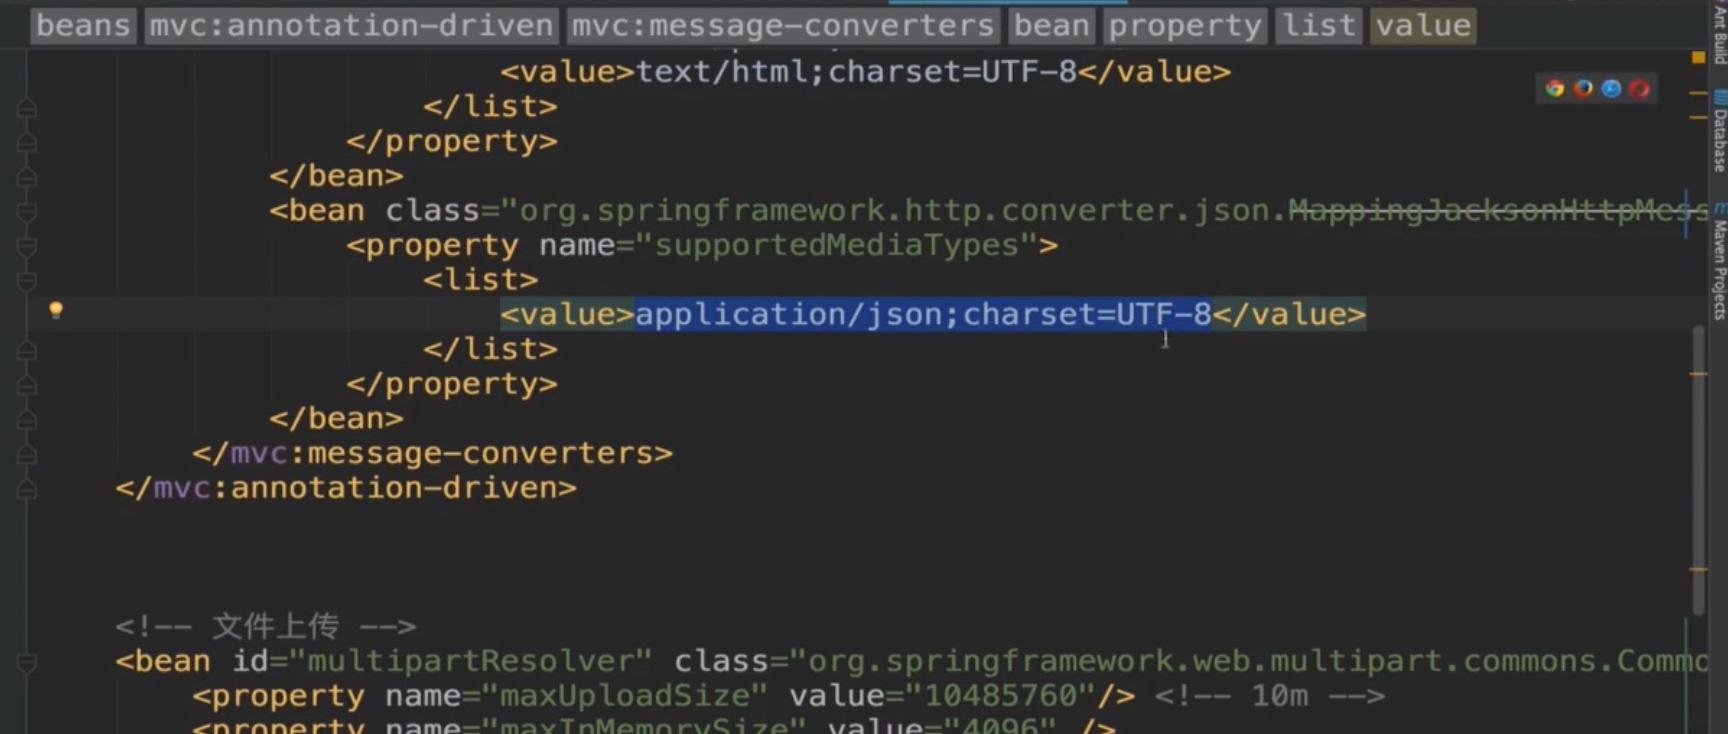 beans mvc:annotation-driven mvc:message-converters bean property list value
<value>text/html;charset=UTF-8</value>
</list>
</property>
</bean>
<bean class="org.springframework.http.converter.json.MappingJacksonHttpMess
<property name="supportedMediaTypes">
<list>
<value>application/json;charset=UTF-8</value>
</list>
</property>
</bean>
</mvc:message-converters>
</mvc:annotation-driven>
<!-- 文件上传 -->
<bean id="multipartResolver" class="org.springframework.web.multipart.commons.Commo
<property name="maxUploadSize" value="10485760"/> <!-- 10m -->
<property name="maxInMemorySize" value="4096" />
Ant Build
Database
Maven Projects